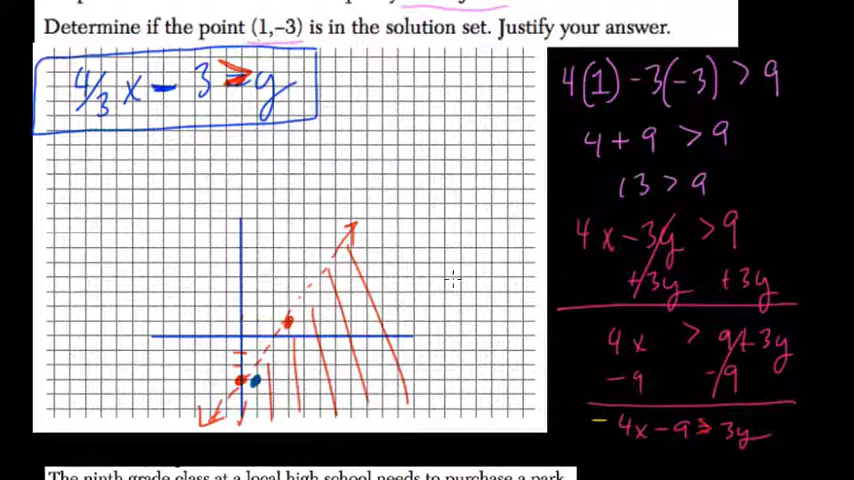 Determine if the point (1,–3) is in the solution set. Justify your answer.
4/3 x - 3 > y
4(1) -3(-3) > 9
4 + 9 > 9
13 > 9
4x - 3y > 9
+3y +3y
4x > 9+3y
-9 -9
4x - 9 > 3y
The ninth grade class at a local high school needs to purchase a park